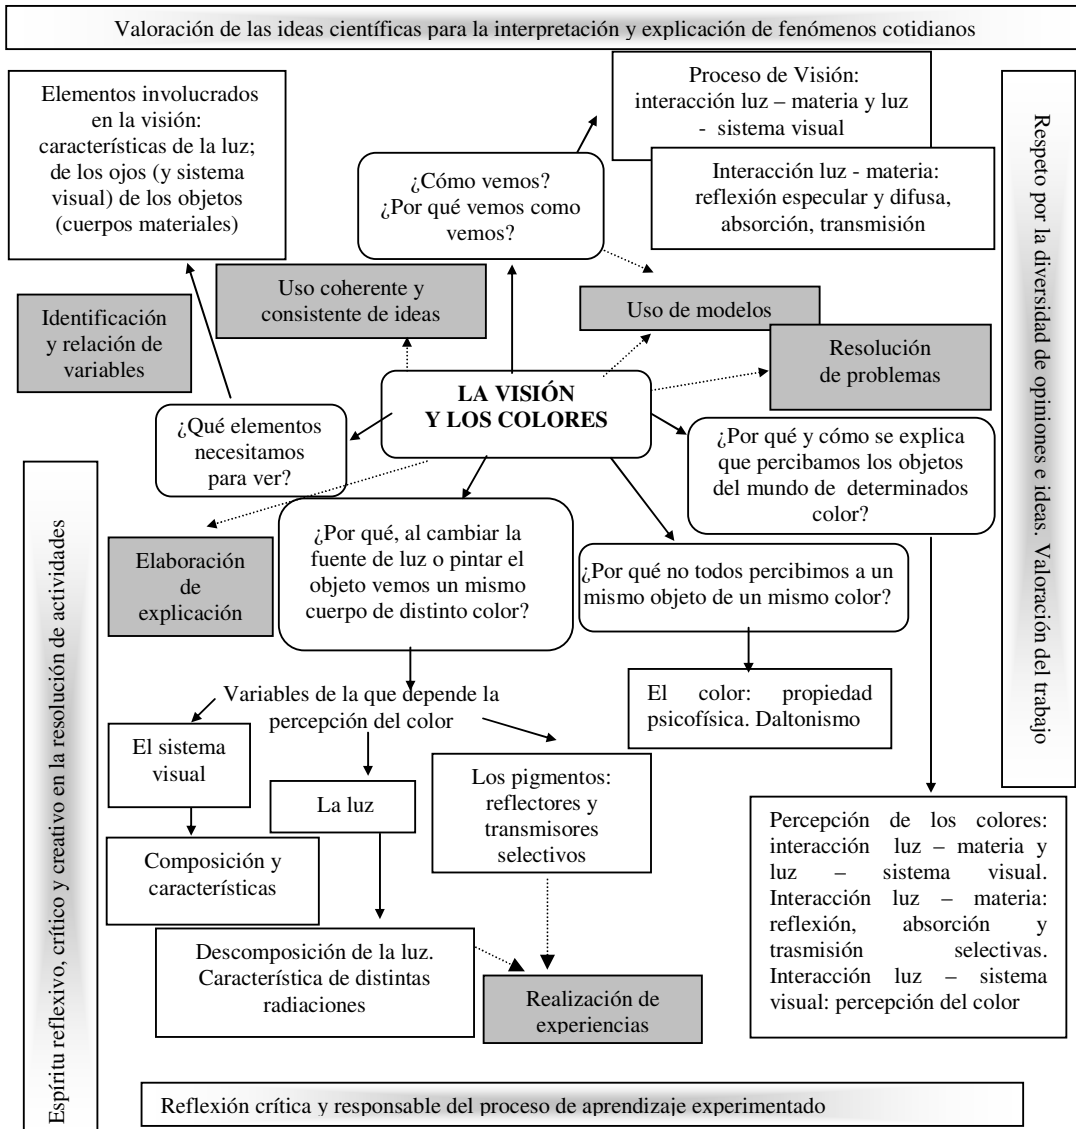 Valoración de las ideas científicas para la interpretación y explicación de fenómenos cotidianos
Elementos involucrados
en la visión:
características de la luz;
de los ojos (y sistema
visual) de los objetos
(cuerpos materiales)
Proceso de Visión:
interacción luz – materia y luz
- sistema visual
Interacción luz - materia:
reflexión especular y difusa,
absorción, transmisión
¿Cómo vemos?
¿Por qué vemos como
vemos?
Respeto por la diversidad de opiniones e ideas. Valoración del trabajo
Identificación
y relación de
variables
Uso coherente y
consistente de ideas
Uso de modelos
Resolución
de problemas
LA VISIÓN
Y LOS COLORES
¿Qué elementos
necesitamos
para ver?
¿Por qué y cómo se explica
que percibamos los objetos
del mundo de determinados
color?
Espíritu reflexivo, crítico y creativo en la resolución de actividades
Elaboración
de
explicación
¿Por qué, al cambiar la
fuente de luz o pintar el
objeto vemos un mismo
cuerpo de distinto color?
¿Por qué no todos percibimos a un
mismo objeto de un mismo color?
Variables de la que depende la
percepción del color
El color: propiedad
psicofísica. Daltonismo
El sistema
visual
La luz
Los pigmentos:
reflectores y
transmisores
selectivos
Composición y
características
Descomposición de la luz.
Característica de distintas
radiaciones
Realización de
experiencias
Percepción de los colores:
interacción luz – materia y
luz – sistema visual.
Interacción luz – materia:
reflexión, absorción y
trasmisión selectivas.
Interacción luz – sistema
visual: percepción del color
Reflexión crítica y responsable del proceso de aprendizaje experimentado